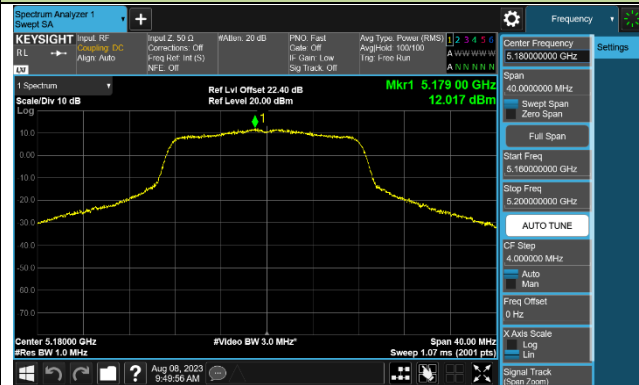 Spectrum Analyzer 1
Swept SA
Frequency
KEYSIGHT
RL
Input: RF
Coupling: DC
Align: Auto
Input Z: 50 Ω
Corrections: Off
Freq Ref: Int (S)
NFE: Off
#Atten: 20 dB
PNO: Fast
Gate: Off
IF Gain: Low
Sig Track: Off
Avg Type: Power (RMS)
Avg|Hold: 100/100
Trig: Free Run
1 2 3 4 5 6
A W W W W W
A N N N N N
1 Spectrum
Scale/Div 10 dB
Log
Ref Lvl Offset 22.40 dB
Ref Level 20.00 dBm
Mkr1 5.179 00 GHz
12.017 dBm
1
10.0
0.00
-10.0
-20.0
-30.0
-40.0
-50.0
-60.0
-70.0
Center 5.18000 GHz
#Res BW 1.0 MHz
#Video BW 3.0 MHz*
Span 40.00 MHz
Sweep 1.07 ms (2001 pts)
Center Frequency
5.180000000 GHz
Settings
Span
40.0000000 MHz
Swept Span
Zero Span
Full Span
Start Freq
5.160000000 GHz
Stop Freq
5.200000000 GHz
AUTO TUNE
CF Step
4.000000 MHz
Auto
Man
Freq Offset
0 Hz
X Axis Scale
Log
Lin
Signal Track
(Span Zoom)
?
Aug 08, 2023
9:49:56 AM